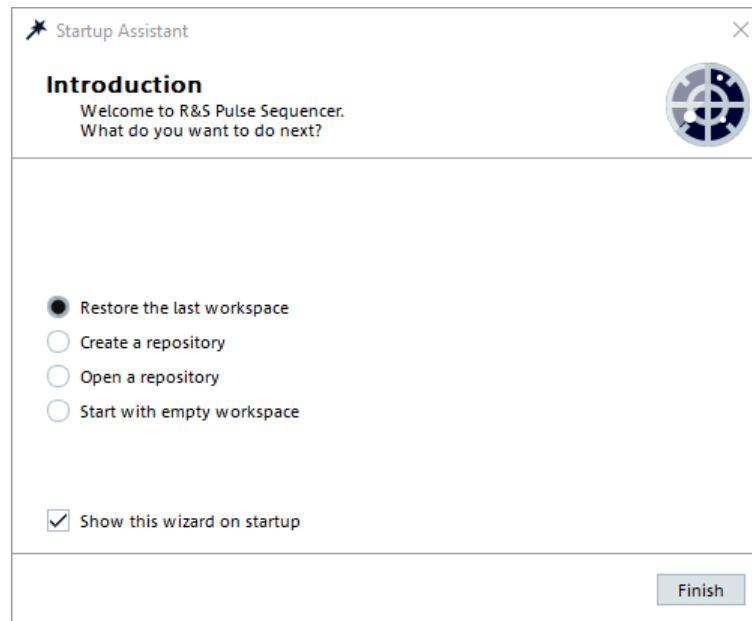 Startup Assistant
Introduction
Welcome to R&S Pulse Sequencer.
What do you want to do next?
Restore the last workspace
Create a repository
Open a repository
Start with empty workspace
Show this wizard on startup
Finish